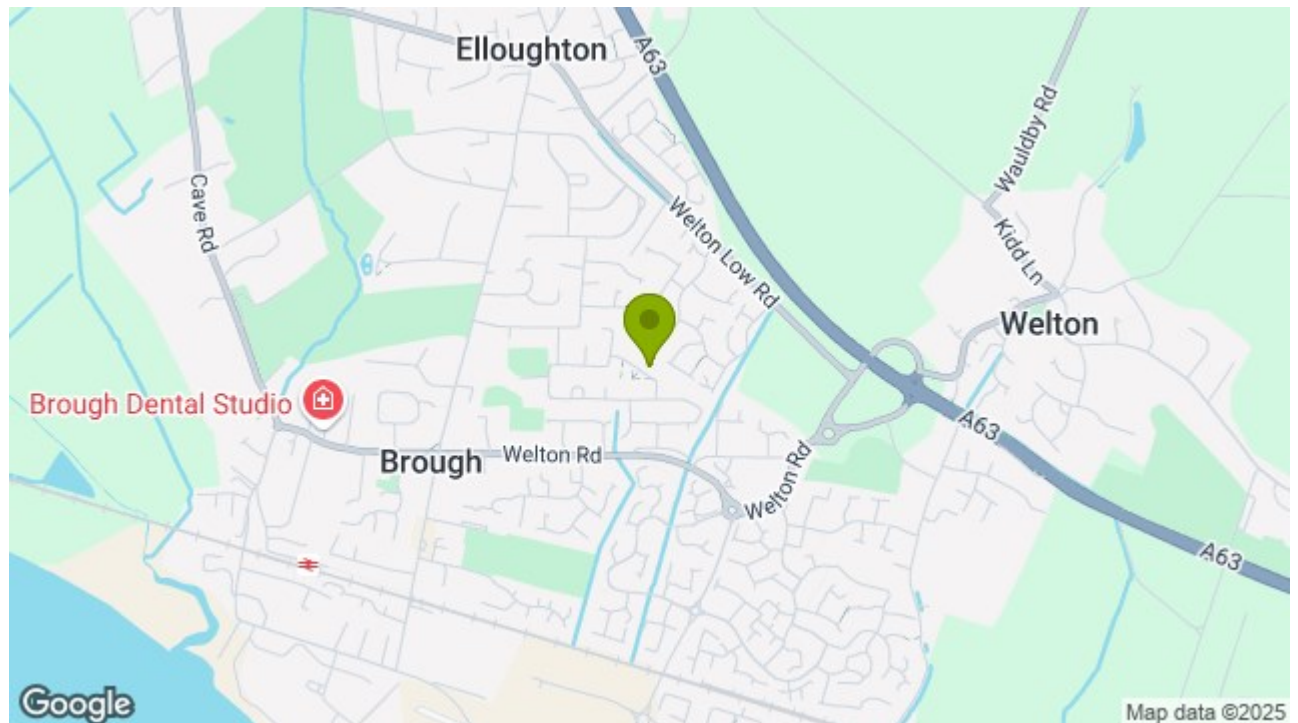 Elloughton
A63
Wauldby Rd
Cave Rd
Welton Low Rd
Kidd Ln
Welton
Brough Dental Studio
A63
Brough
Welton Rd
Welton Rd
A63
Google
Map data ©2025